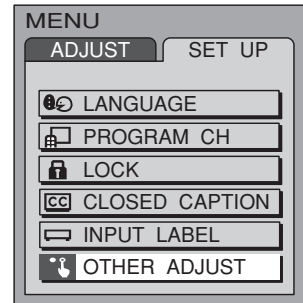 MENU
ADJUST SET UP
LANGUAGE
PROGRAM CH
LOCK
CC CLOSED CAPTION
INPUT LABEL
OTHER ADJUST